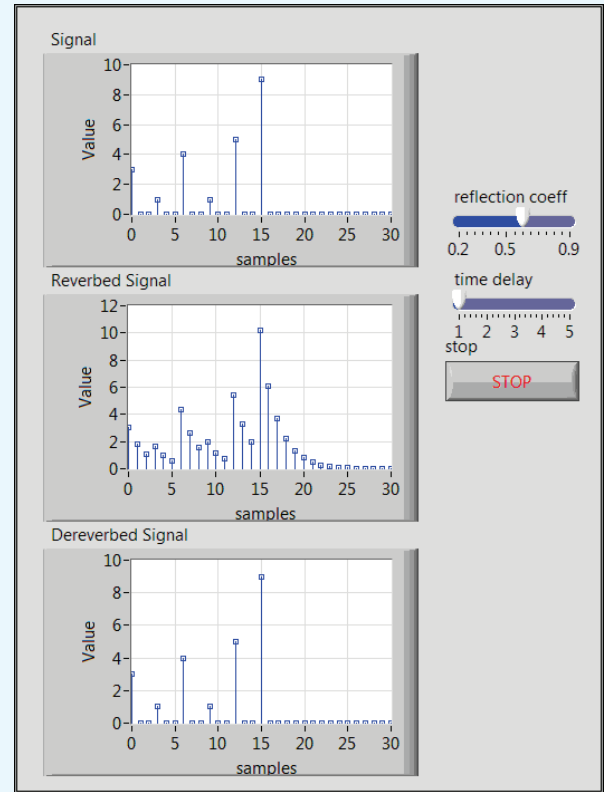 Signal
10
8
6
4
2
0
Value
0 5 10 15 20 25 30
samples
Reverbed Signal
12
10
8
6
4
2
0
Value
0 5 10 15 20 25 30
samples
Dereverbed Signal
10
8
6
4
2
0
Value
0 5 10 15 20 25 30
samples
reflection coeff
0.2 0.5 0.9
time delay
1 2 3 4 5
stop
STOP